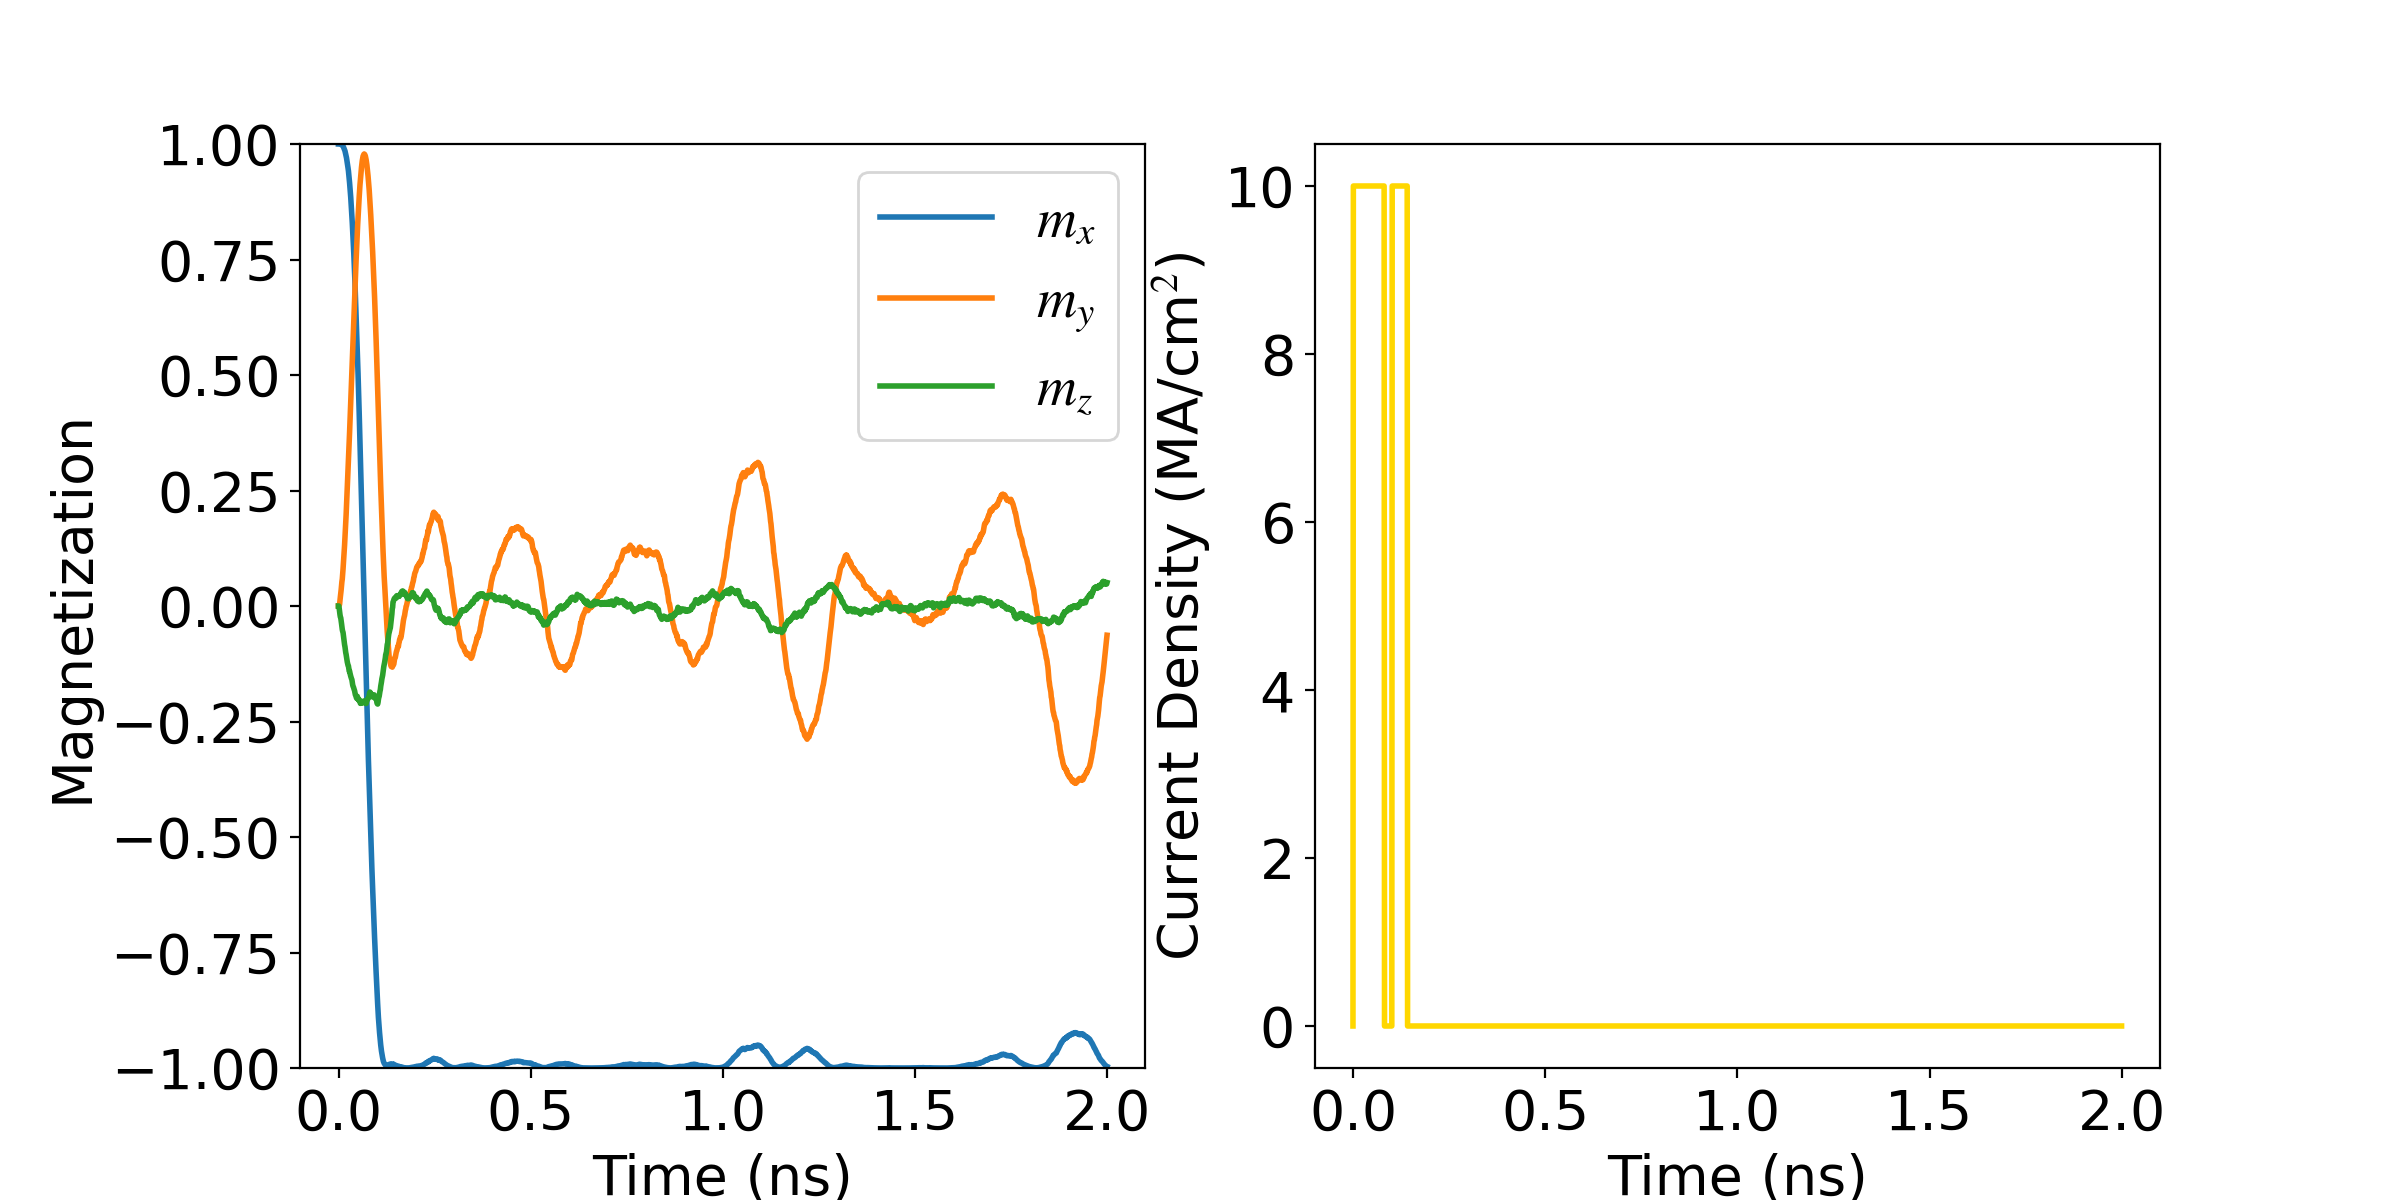 1.00
0.75
0.50
0.25
0.00
−0.25
−0.50
−0.75
−1.00
Magnetization
0.0 0.5 1.0 1.5 2.0
Time (ns)
m_x
m_y
m_z
10
8
6
4
2
0
Current Density (MA/cm²)
0.0 0.5 1.0 1.5 2.0
Time (ns)